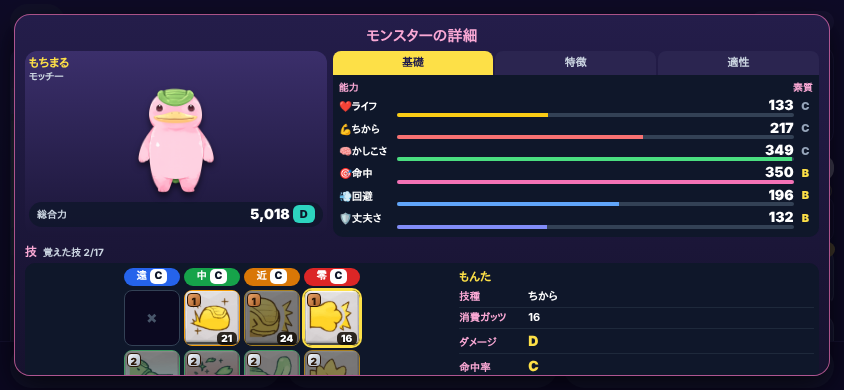 モンスターの詳細
もちまる
モッチー
総合力 5,018 D
基礎 特徴 適性
能力 素質
ライフ 133 C
ちから 217 C
かしこさ 349 C
命中 350 B
回避 196 B
丈夫さ 132 B
技 覚えた技 2/17
遠 C 中 C 近 C 零 C
1 21 1 24 1 16
2 2 2 2
もんた
技種 ちから
消費ガッツ 16
ダメージ D
命中率 C